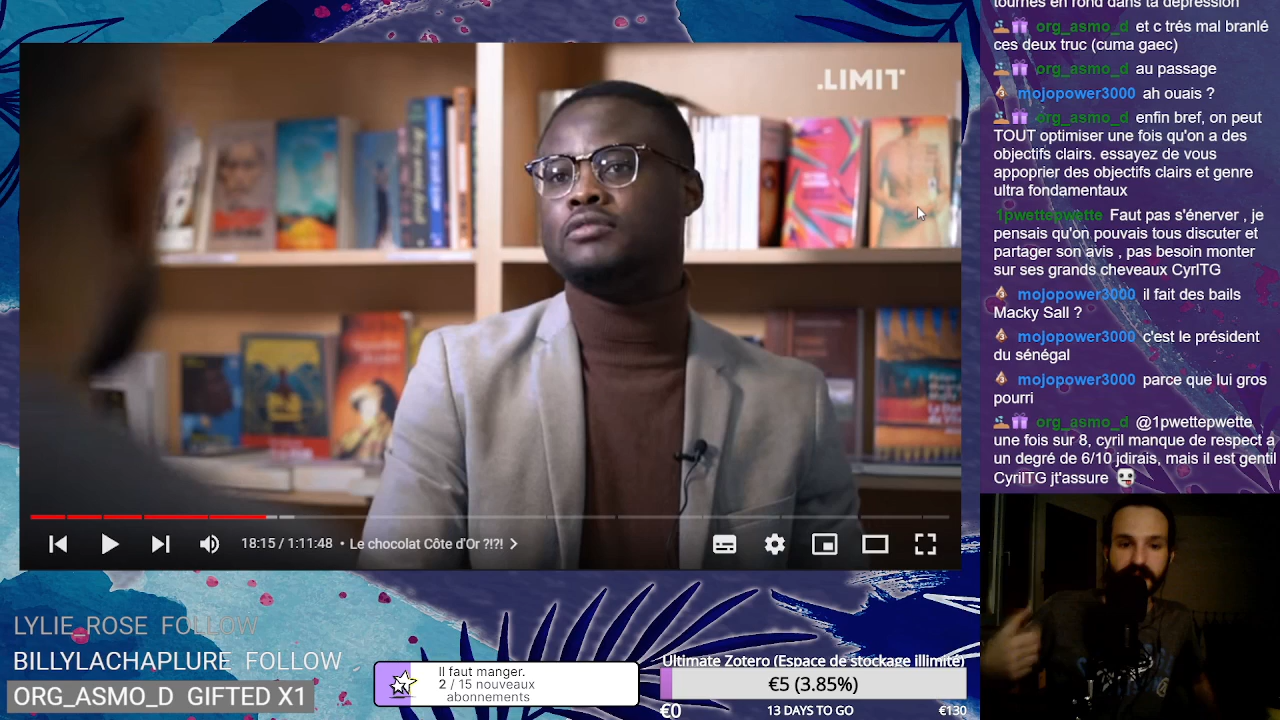 .LIMIT
18:15 / 1:11:48 • Le chocolat Côte d'Or ?!?!
LYLIE_ROSE FOLLOW
BILLYLACHAPLURE FOLLOW
ORG_ASMO_D GIFTED X1
Il faut manger.
2 / 15 nouveaux
abonnements
Ultimate Zotero (Espace de stockage illimité)
€5 (3.85%)
€0 13 DAYS TO GO €130
tournes en rond dans ta dépression
org_asmo_d et c trés mal branlé
ces deux truc (cuma gaec)
org_asmo_d au passage
mojopower3000 ah ouais ?
org_asmo_d enfin bref, on peut
TOUT optimiser une fois qu'on a des
objectifs clairs. essayez de vous
appoprier des objectifs clairs et genre
ultra fondamentaux
1pwettepwette Faut pas s'énerver , je
pensais qu'on pouvais tous discuter et
partager son avis , pas besoin monter
sur ses grands cheveaux CyrlTG
mojopower3000 il fait des bails
Macky Sall ?
mojopower3000 c'est le président
du sénégal
mojopower3000 parce que lui gros
pourri
org_asmo_d @1pwettepwette
une fois sur 8, cyril manque de respect a
un degré de 6/10 jdirais, mais il est gentil
CyrilTG jt'assure